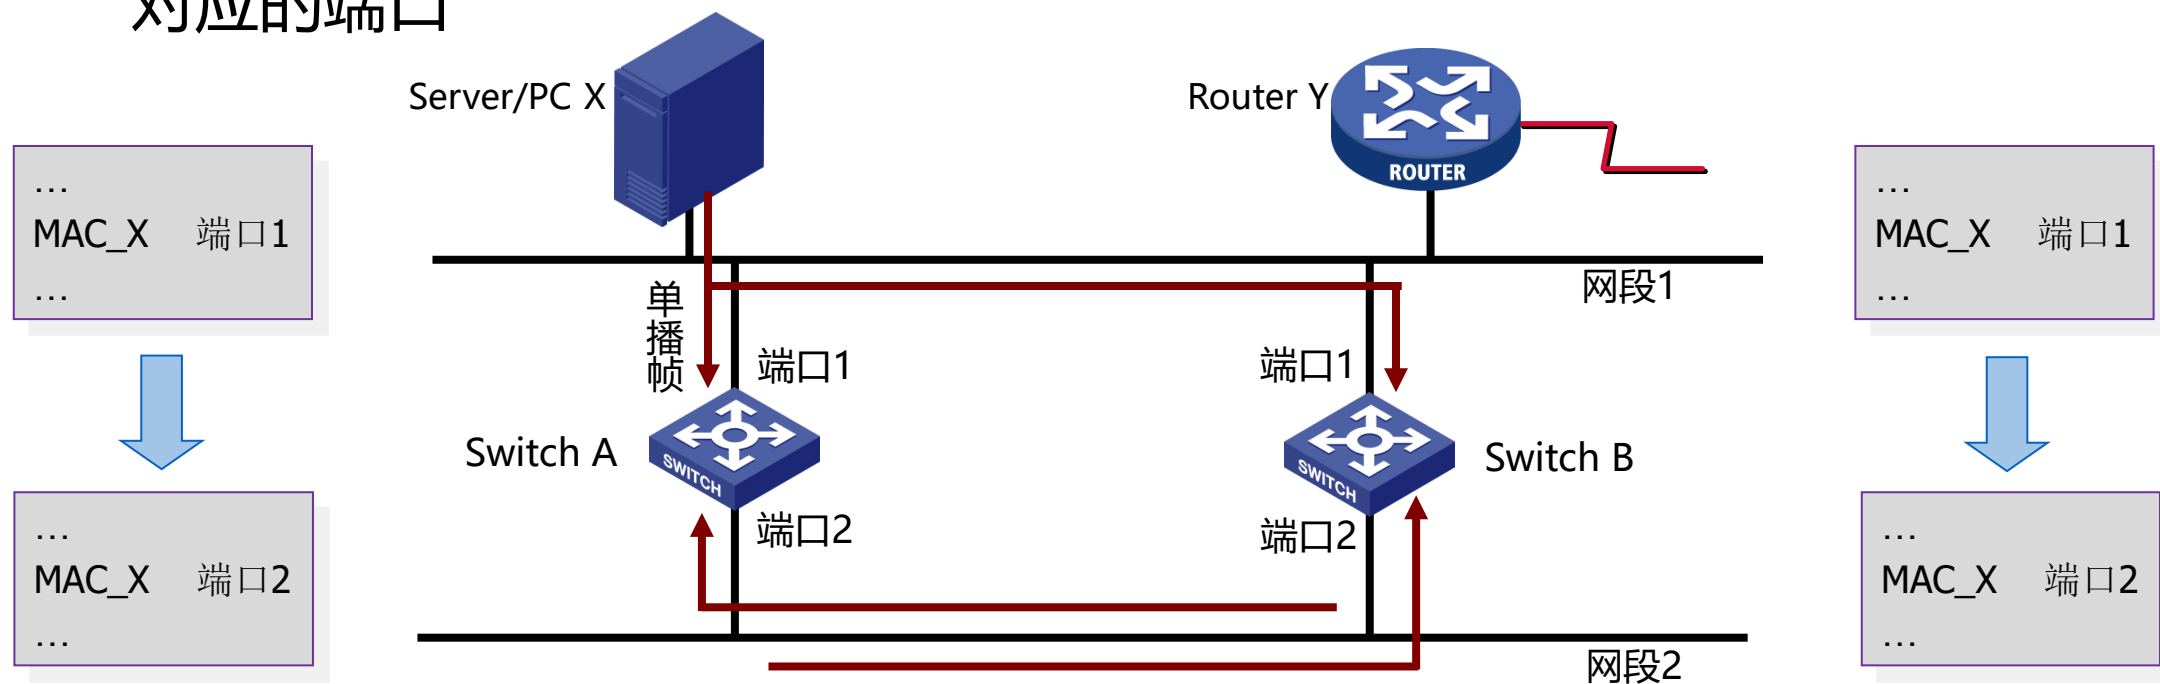 对应的端口
Server/PC X
Router Y
ROUTER
…
MAC_X 端口1
…
…
MAC_X 端口1
…
网段1
单播帧
端口1
端口1
Switch A
SWITCH
Switch B
SWITCH
端口2
端口2
…
MAC_X 端口2
…
…
MAC_X 端口2
…
网段2